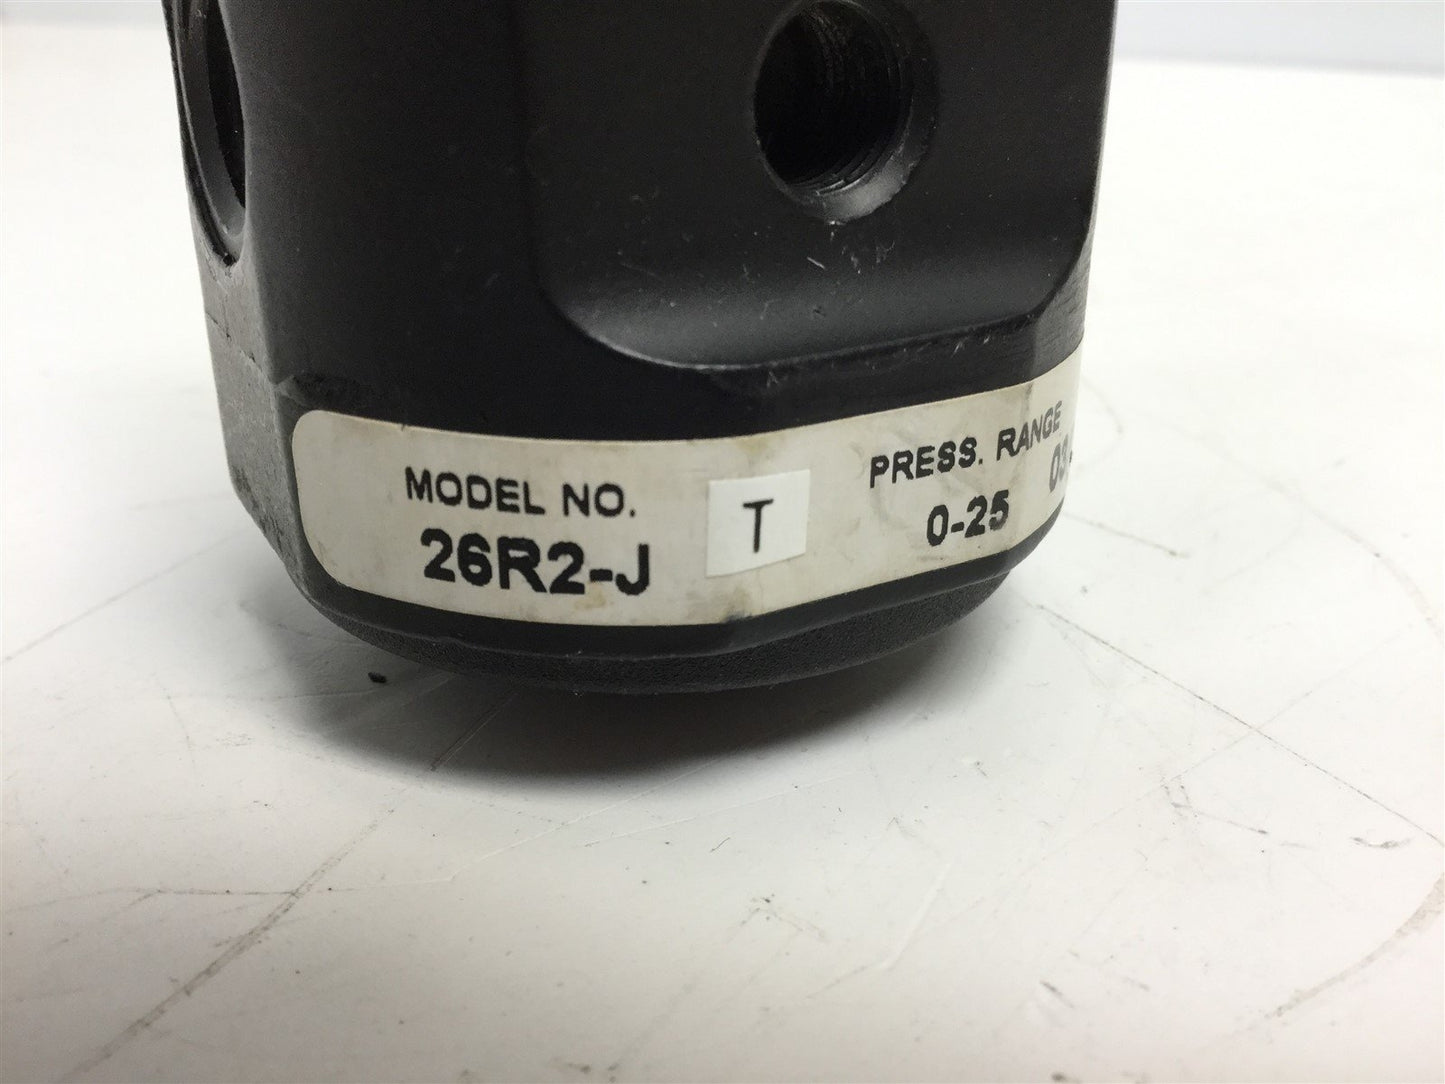 MODEL NO.
26R2-J
T
PRESS. RANGE
0-25